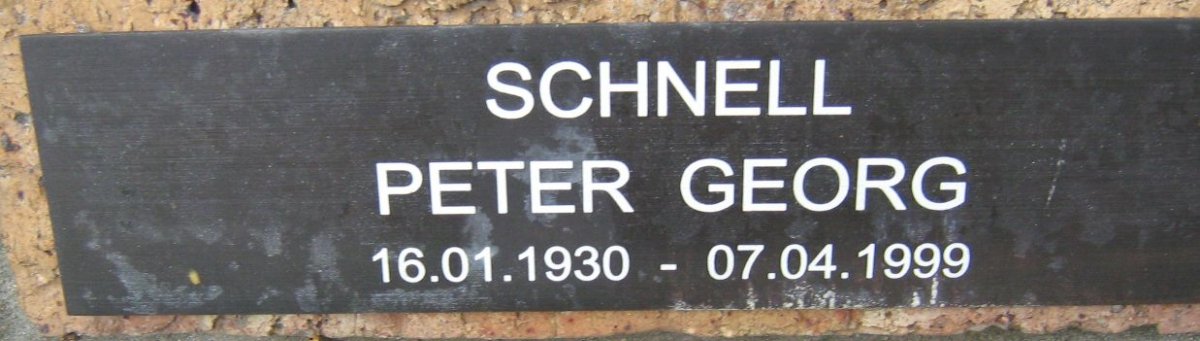 SCHNELL
PETER GEORG
16.01.1930 - 07.04.1999